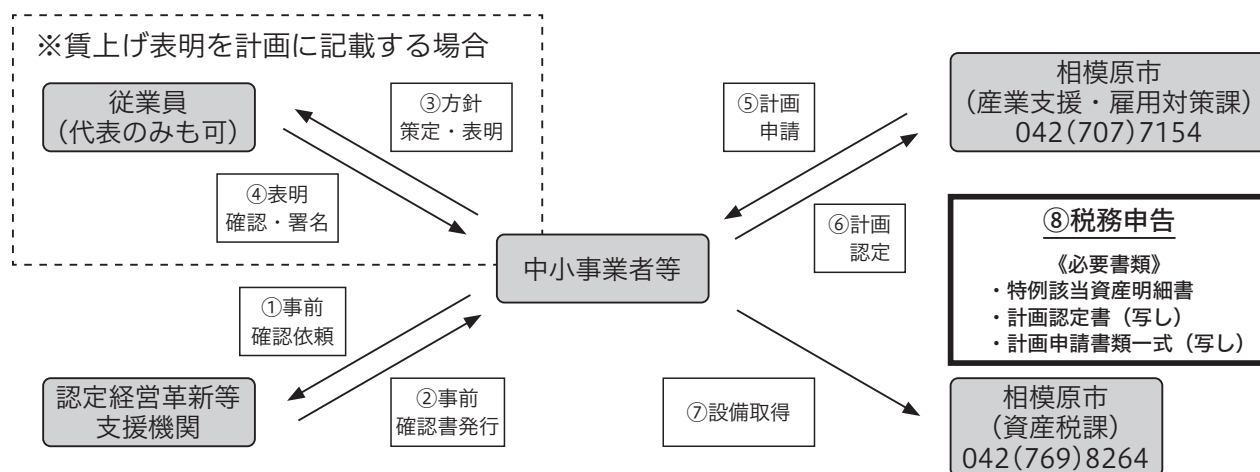 ※賃上げ表明を計画に記載する場合
従業員
(代表のみも可)
③方針
策定・表明
④表明
確認・署名
⑤計画
申請
⑥計画
認定
相模原市
(産業支援・雇用対策課)
042(707)7154
中小事業者等
⑧税務申告
《必要書類》
・特例該当資産明細書
・計画認定書（写し）
・計画申請書類一式（写し）
①事前
確認依頼
②事前
確認書発行
認定経営革新等
支援機関
⑦設備取得
相模原市
(資産税課)
042(769)8264